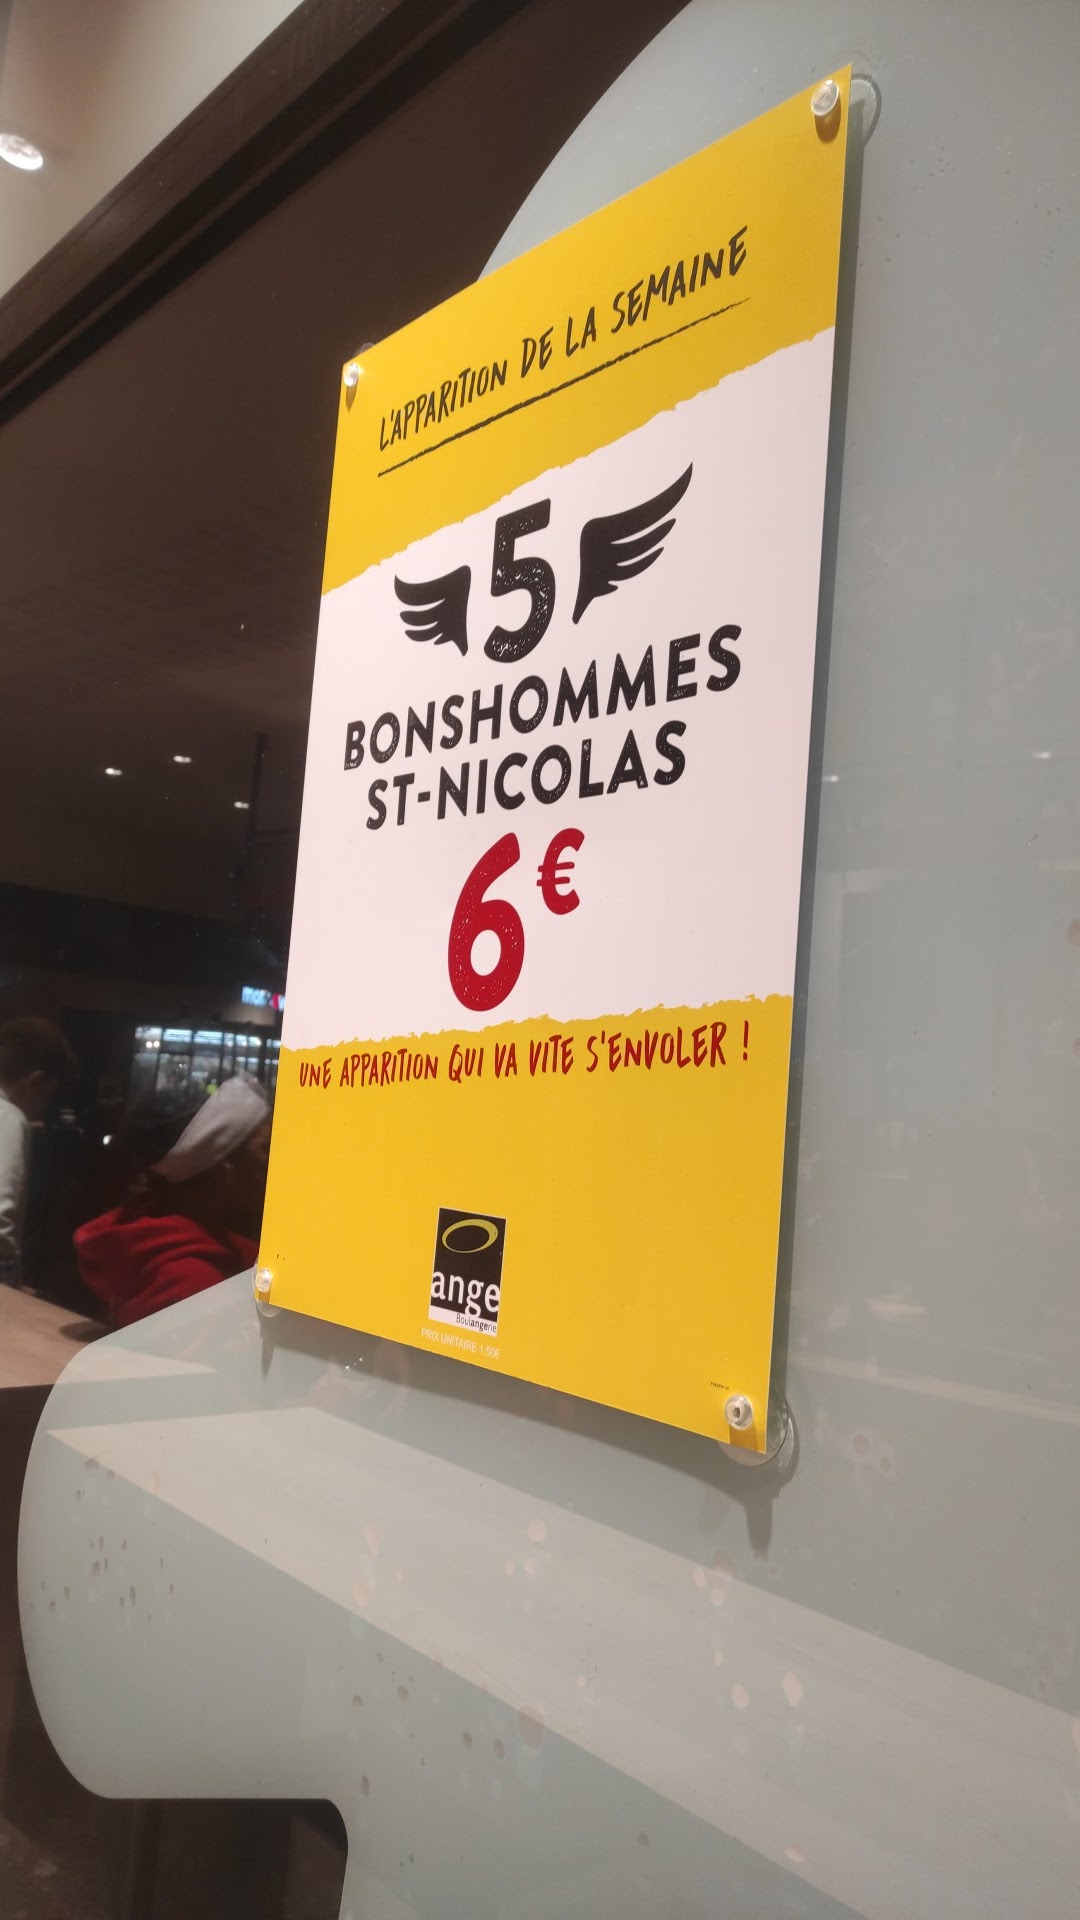 L'APPARITION DE LA SEMAINE
5
BONSHOMMES
ST-NICOLAS
6€
UNE APPARITION QUI VA VITE S'ENVOLER !
ange
Boulangerie
PRIX UNITAIRE 1,50€